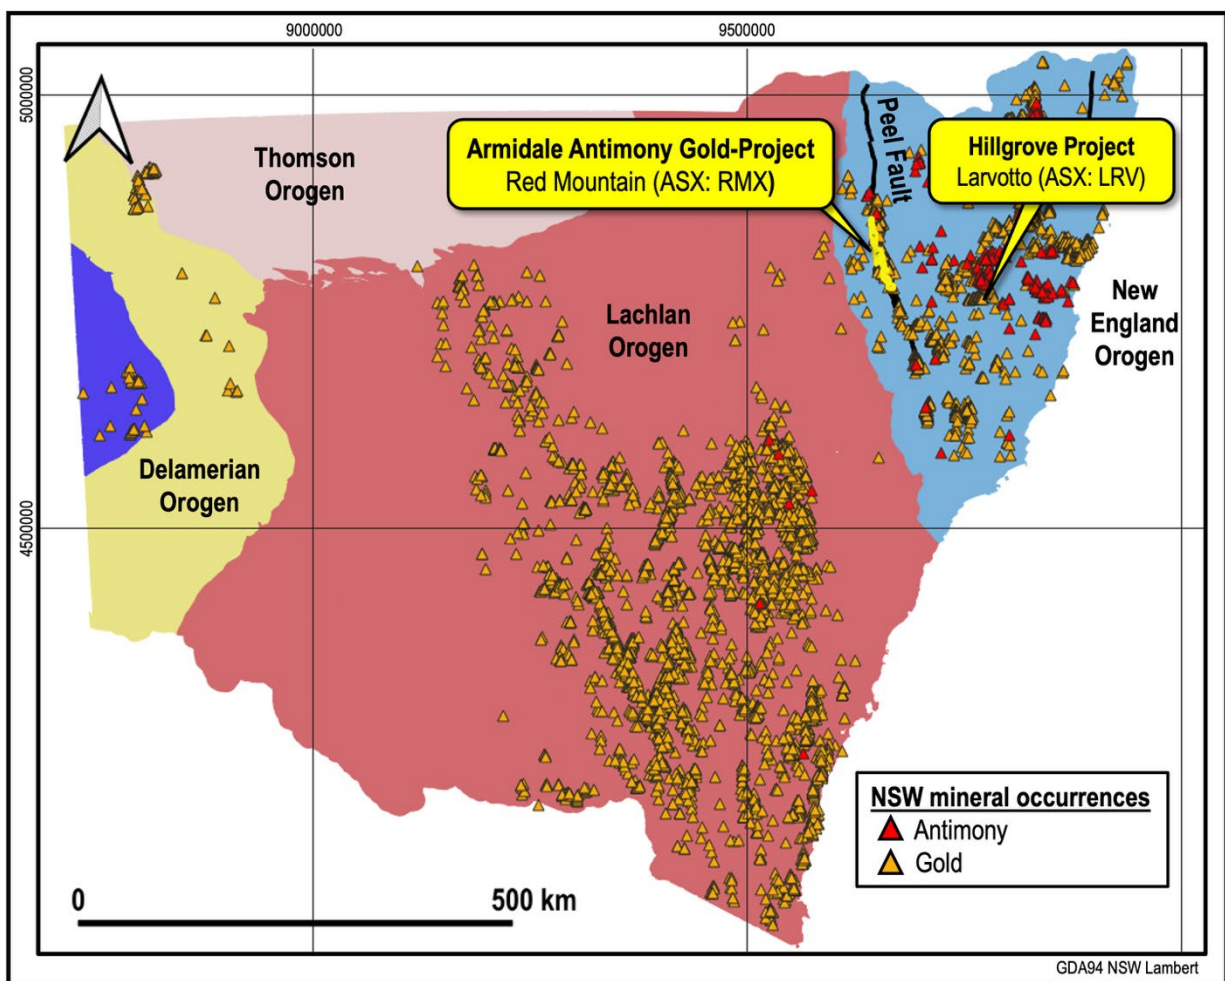 9000000
9500000
5000000
4500000
Thomson
Orogen
Armidale Antimony Gold-Project
Red Mountain (ASX: RMX)
Peel Fault
Hillgrove Project
Larvotto (ASX: LRV)
Lachlan
Orogen
New
England
Orogen
Delamerian
Orogen
NSW mineral occurrences
Antimony
Gold
0 500 km
GDA94 NSW Lambert